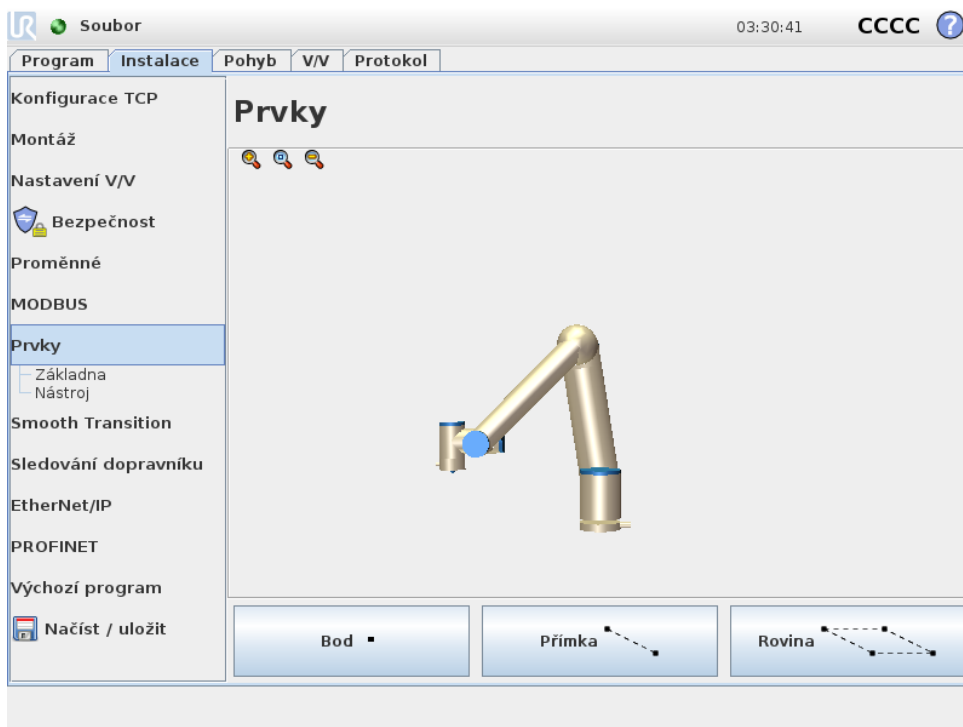 UR Soubor 03:30:41 CCCC ?
Program Instalace Pohyb V/V Protokol
Konfigurace TCP
Montáž
Nastavení V/V
Bezpečnost
Proměnné
MODBUS
Prvky
Základna
Nástroj
Smooth Transition
Sledování dopravníku
EtherNet/IP
PROFINET
Výchozí program
Načíst / uložit
Prvky
Bod Přímka Rovina